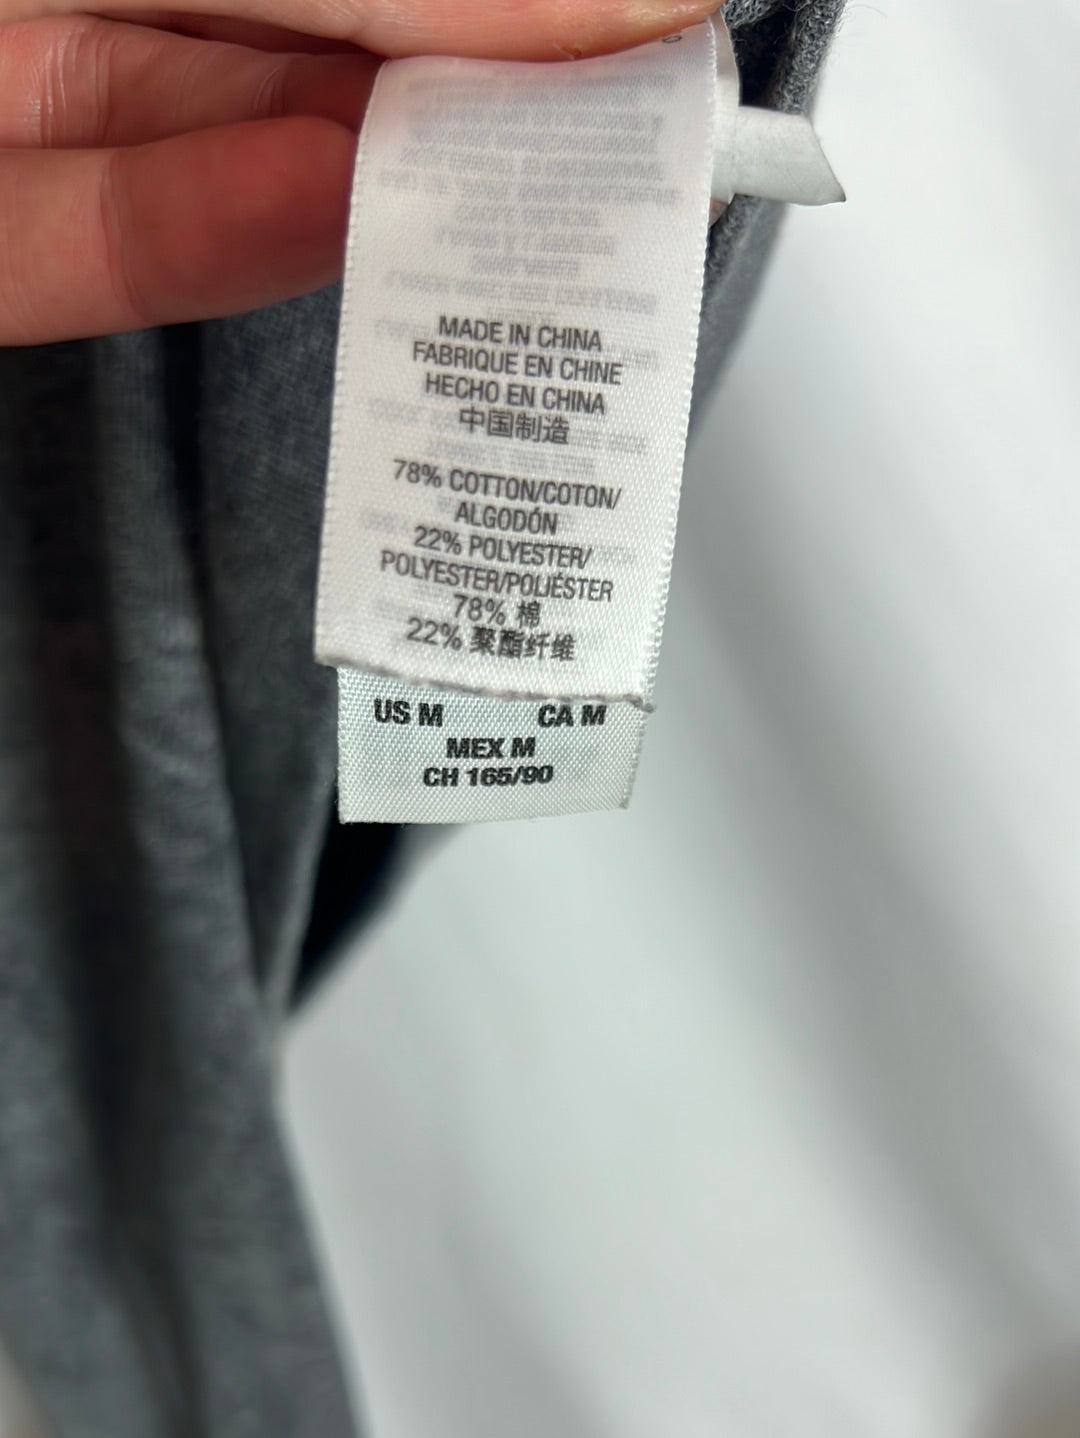 MADE IN CHINA
FABRIQUE EN CHINE
HECHO EN CHINA
中国制造
78% COTTON/COTON/
ALGODÓN
22% POLYESTER/
POLYESTER/POLIÉSTER
78% 棉
22% 聚酯纤维
US M CA M
MEX M
CH 165/90